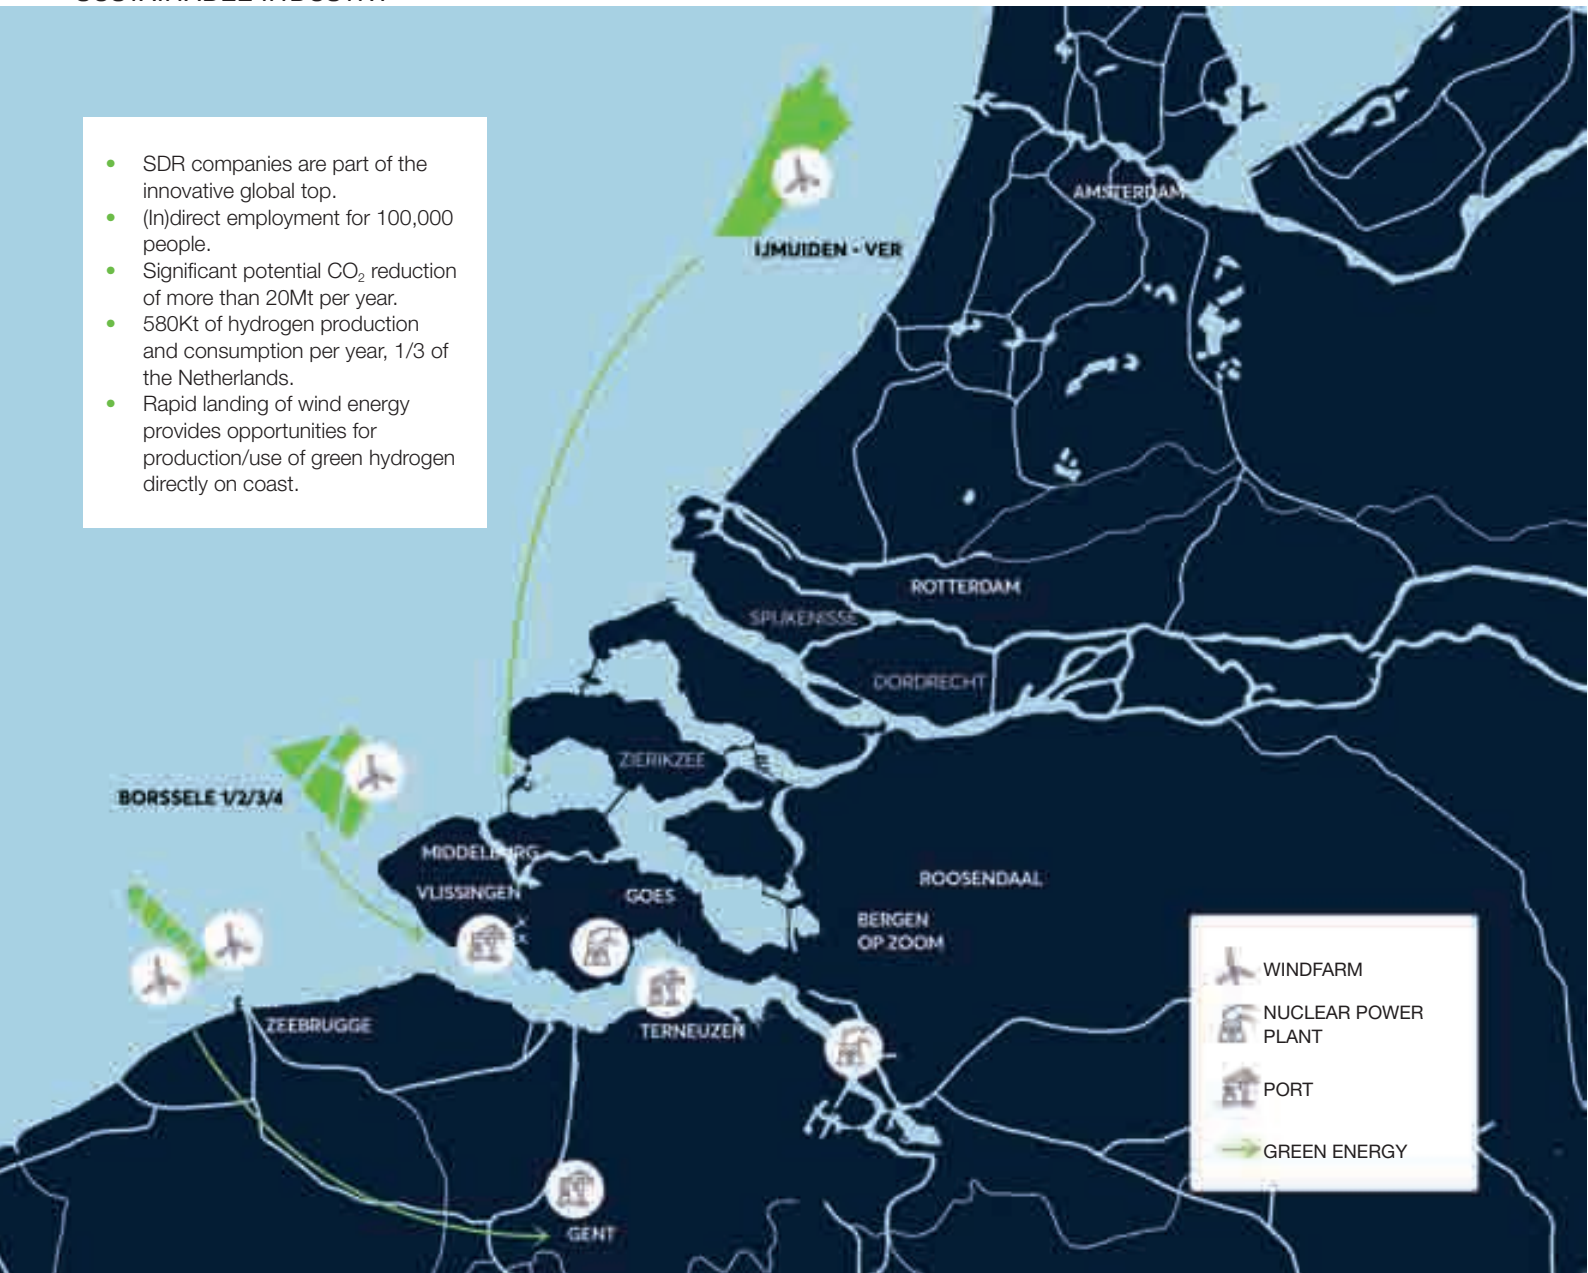 SUSTAINABLE INDUSTRY
• SDR companies are part of the
innovative global top.
• (In)direct employment for 100,000
people.
• Significant potential CO₂ reduction
of more than 20Mt per year.
• 580Kt of hydrogen production
and consumption per year, 1/3 of
the Netherlands.
• Rapid landing of wind energy
provides opportunities for
production/use of green hydrogen
directly on coast.
AMSTERDAM
IJMUIDEN - VER
ROTTERDAM
SPIJKENISSE
DORDRECHT
ZIERIKZEE
BORSSELE 1/2/3/4
MIDDELBURG
VLISSINGEN
GOES
ROOSENDAAL
BERGEN
OP ZOOM
ZEEBRUGGE
TERNEUZEN
GENT
WINDFARM
NUCLEAR POWER
PLANT
PORT
GREEN ENERGY